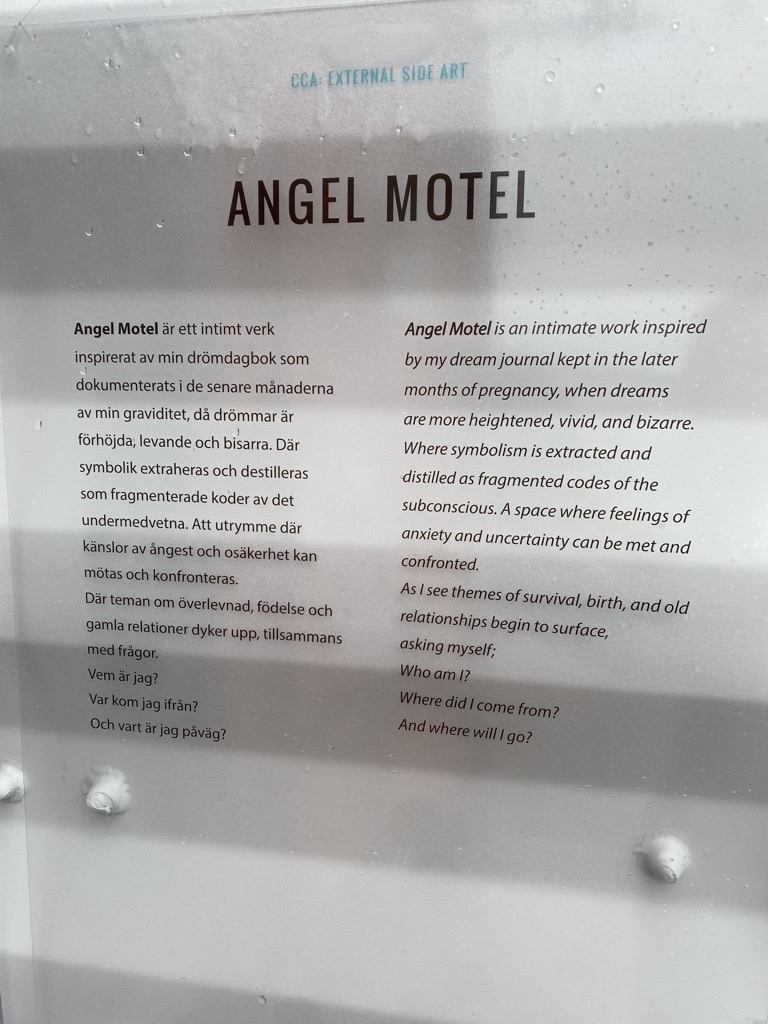 CCA: EXTERNAL SIDE ART
ANGEL MOTEL
Angel Motel är ett intimt verk
inspirerat av min drömdagbok som
dokumenterats i de senare månaderna
av min graviditet, då drömmar är
förhöjda, levande och bisarra. Där
symbolik extraheras och destilleras
som fragmenterade koder av det
undermedvetna. Att utrymme där
känslor av ångest och osäkerhet kan
mötas och konfronteras.
Där teman om överlevnad, födelse och
gamla relationer dyker upp, tillsammans
med frågor.
Vem är jag?
Var kom jag ifrån?
Och vart är jag påväg?
Angel Motel is an intimate work inspired
by my dream journal kept in the later
months of pregnancy, when dreams
are more heightened, vivid, and bizarre.
Where symbolism is extracted and
distilled as fragmented codes of the
subconscious. A space where feelings of
anxiety and uncertainty can be met and
confronted.
As I see themes of survival, birth, and old
relationships begin to surface,
asking myself;
Who am I?
Where did I come from?
And where will I go?